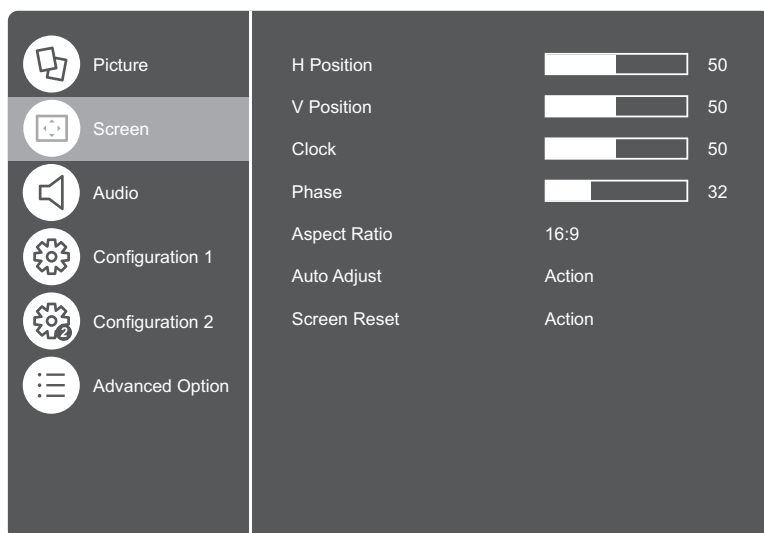 Picture
Screen
Audio
Configuration 1
Configuration 2
2
Advanced Option
H Position 50
V Position 50
Clock 50
Phase 32
Aspect Ratio 16:9
Auto Adjust Action
Screen Reset Action